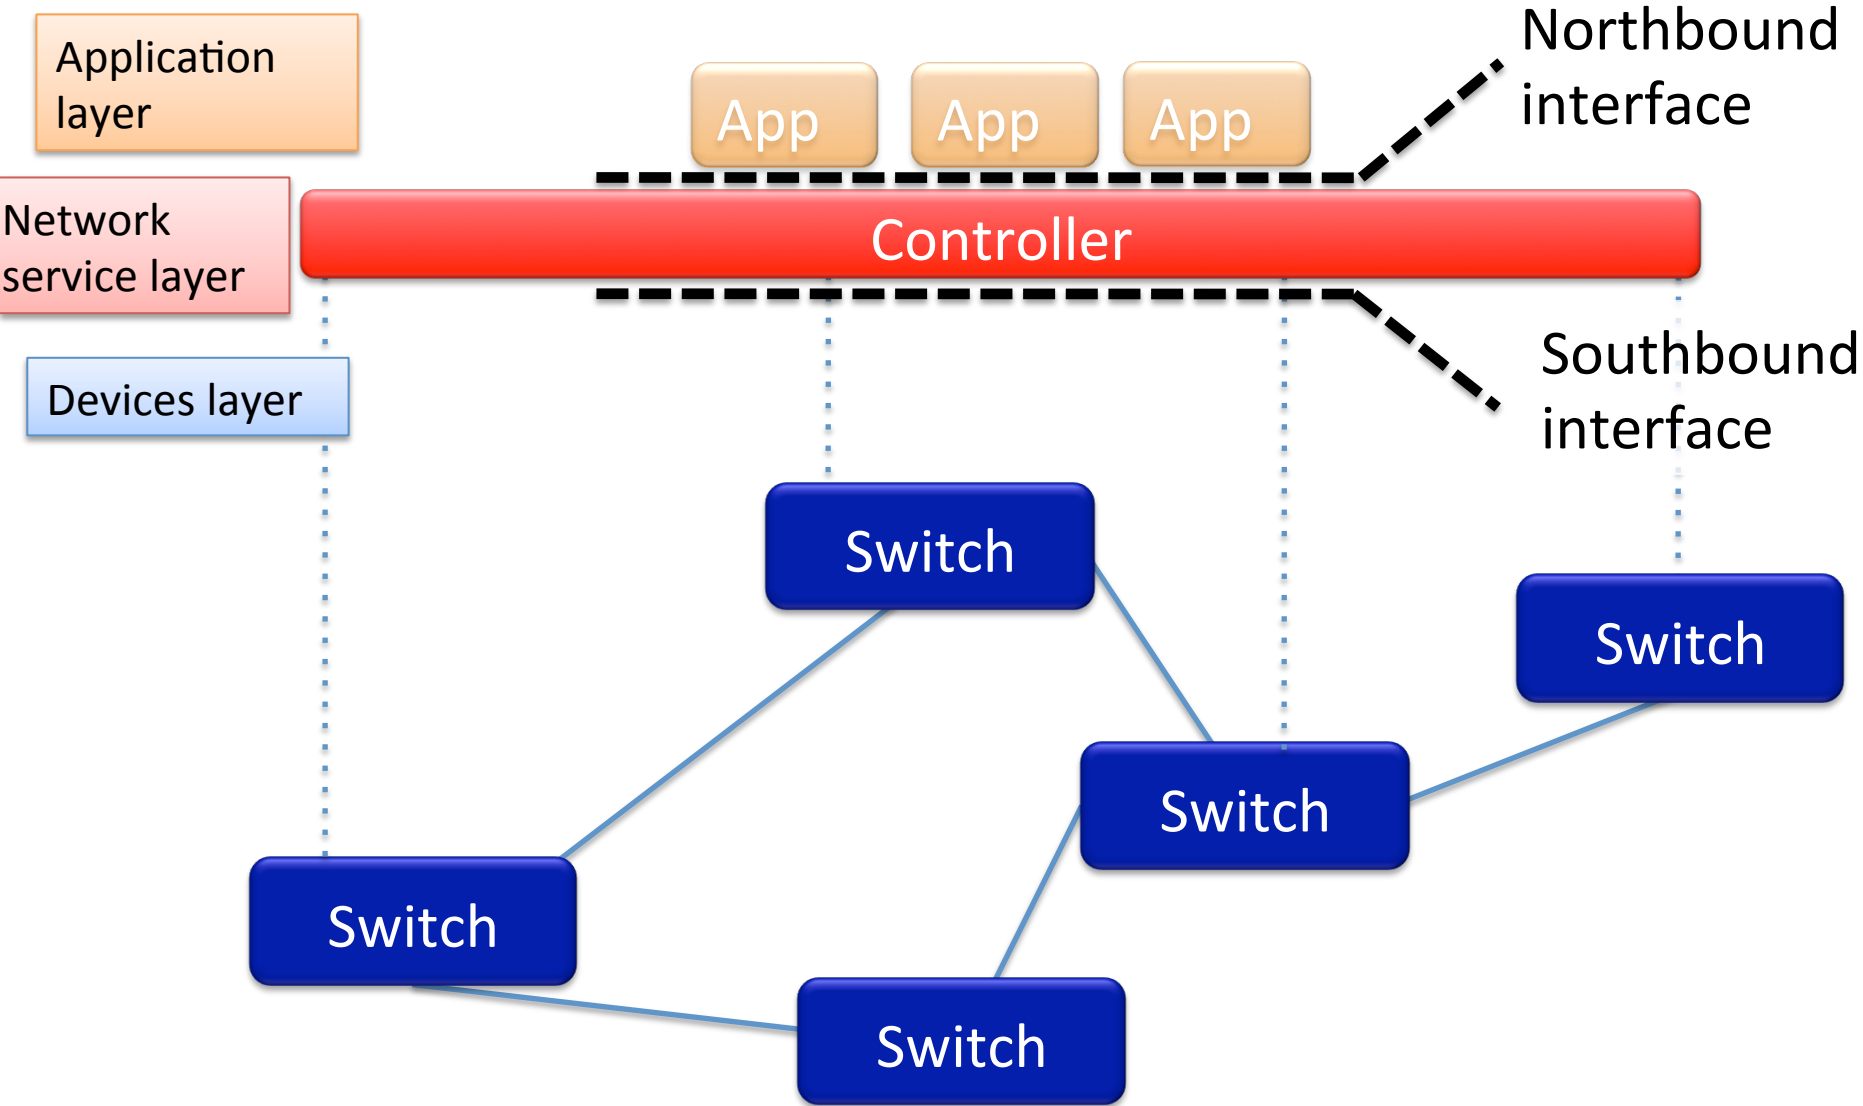 Application
layer
App
App
App
Northbound
interface
Network
service layer
Controller
Devices layer
Southbound
interface
Switch
Switch
Switch
Switch
Switch